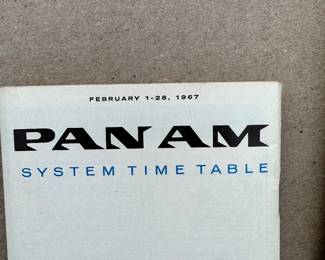 FEBRUARY 1-28, 1967
PAN AM
SYSTEM TIME TABLE